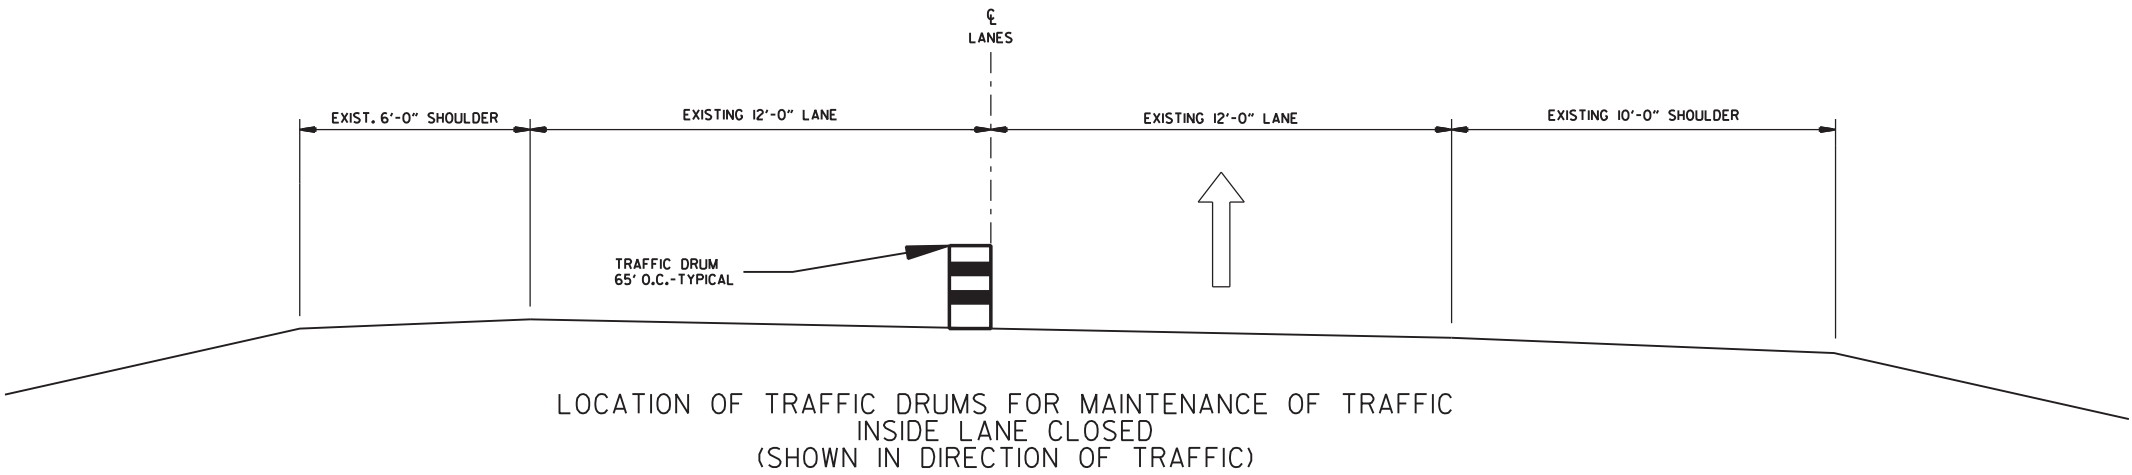 ℄
LANES
EXIST. 6'-0" SHOULDER
EXISTING 12'-0" LANE
EXISTING 12'-0" LANE
EXISTING 10'-0" SHOULDER
TRAFFIC DRUM
65' O.C.-TYPICAL
LOCATION OF TRAFFIC DRUMS FOR MAINTENANCE OF TRAFFIC
INSIDE LANE CLOSED
(SHOWN IN DIRECTION OF TRAFFIC)